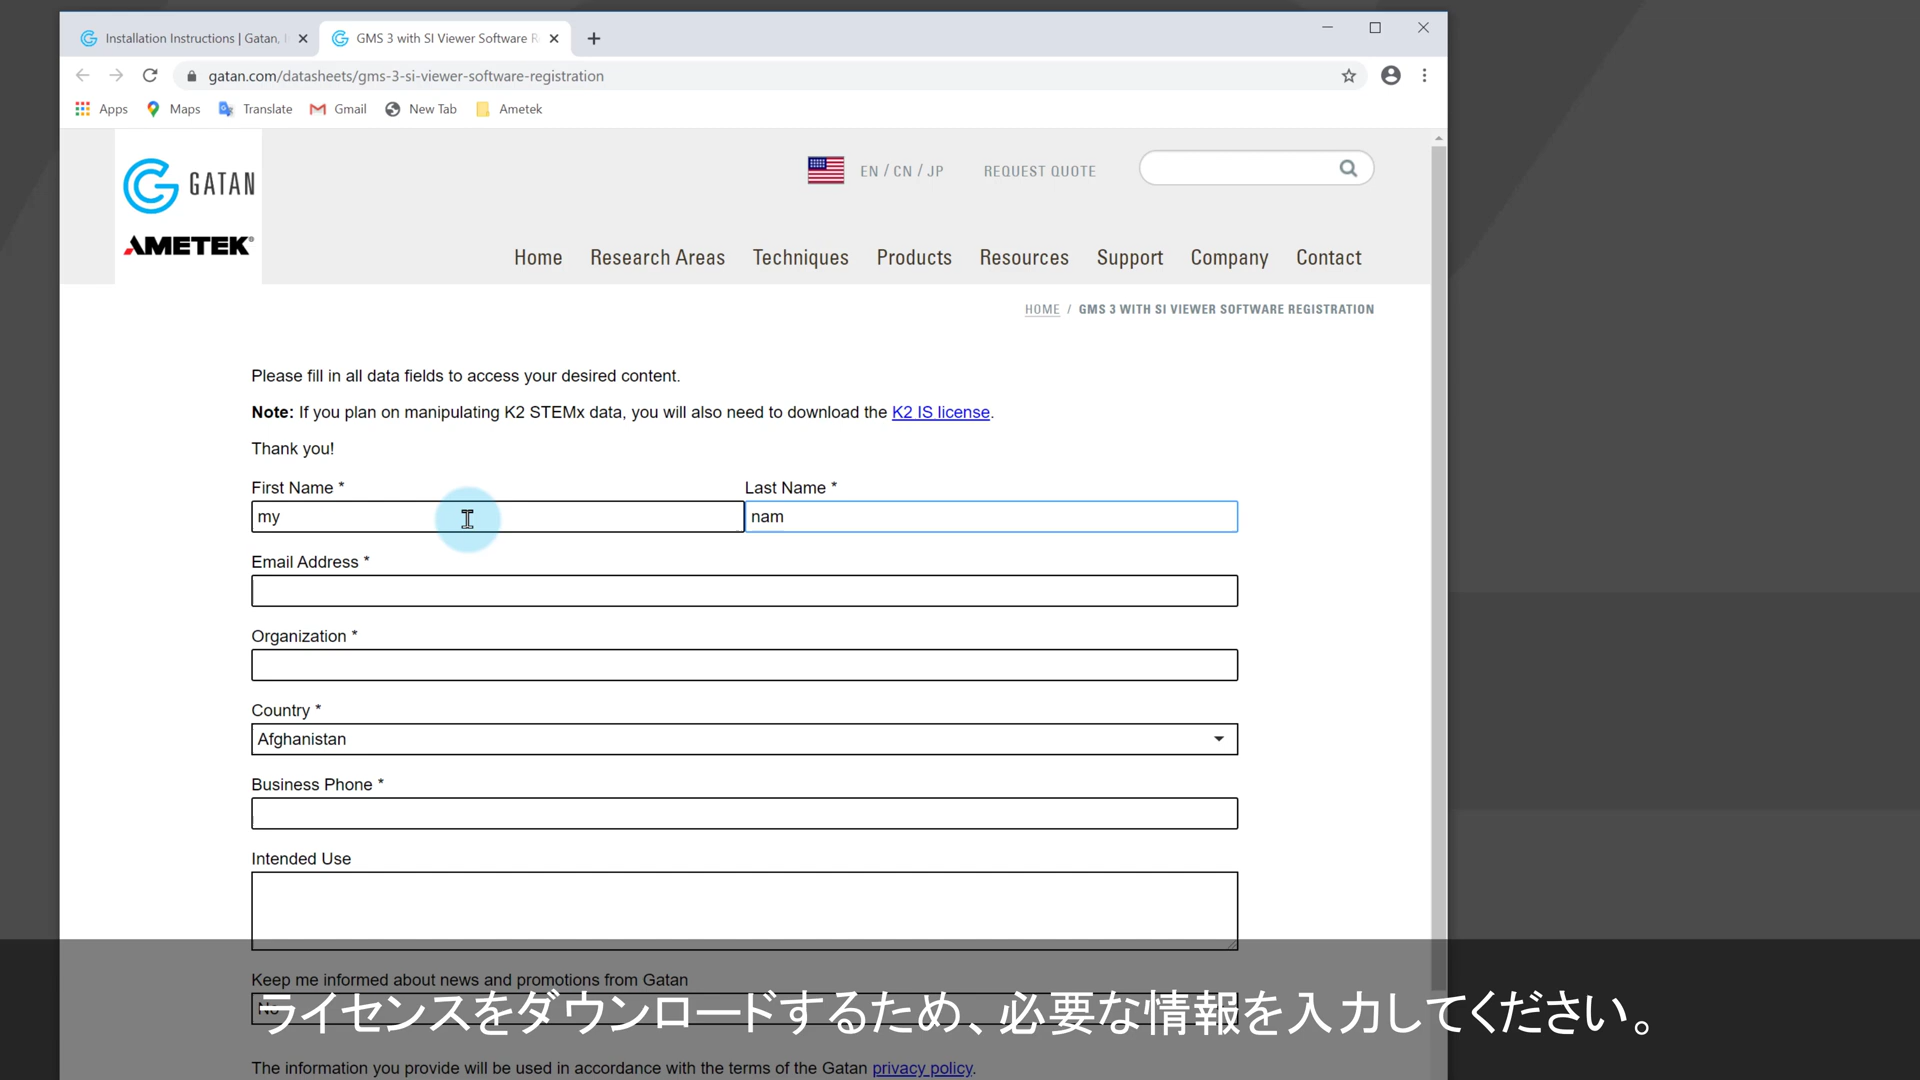 Installation Instructions | Gatan, I
GMS 3 with SI Viewer Software R
gatan.com/datasheets/gms-3-si-viewer-software-registration
Apps
Maps
Translate
Gmail
New Tab
Ametek
GATAN
AMETEK®
EN / CN / JP
REQUEST QUOTE
Home
Research Areas
Techniques
Products
Resources
Support
Company
Contact
HOME / GMS 3 WITH SI VIEWER SOFTWARE REGISTRATION
Please fill in all data fields to access your desired content.
Note: If you plan on manipulating K2 STEMx data, you will also need to download the K2 IS license.
Thank you!
First Name *
Last Name *
my
nam
Email Address *
Organization *
Country *
Afghanistan
Business Phone *
Intended Use
Keep me informed about news and promotions from Gatan
No
ライセンスをダウンロードするため、必要な情報を入力してください。
The information you provide will be used in accordance with the terms of the Gatan privacy policy.